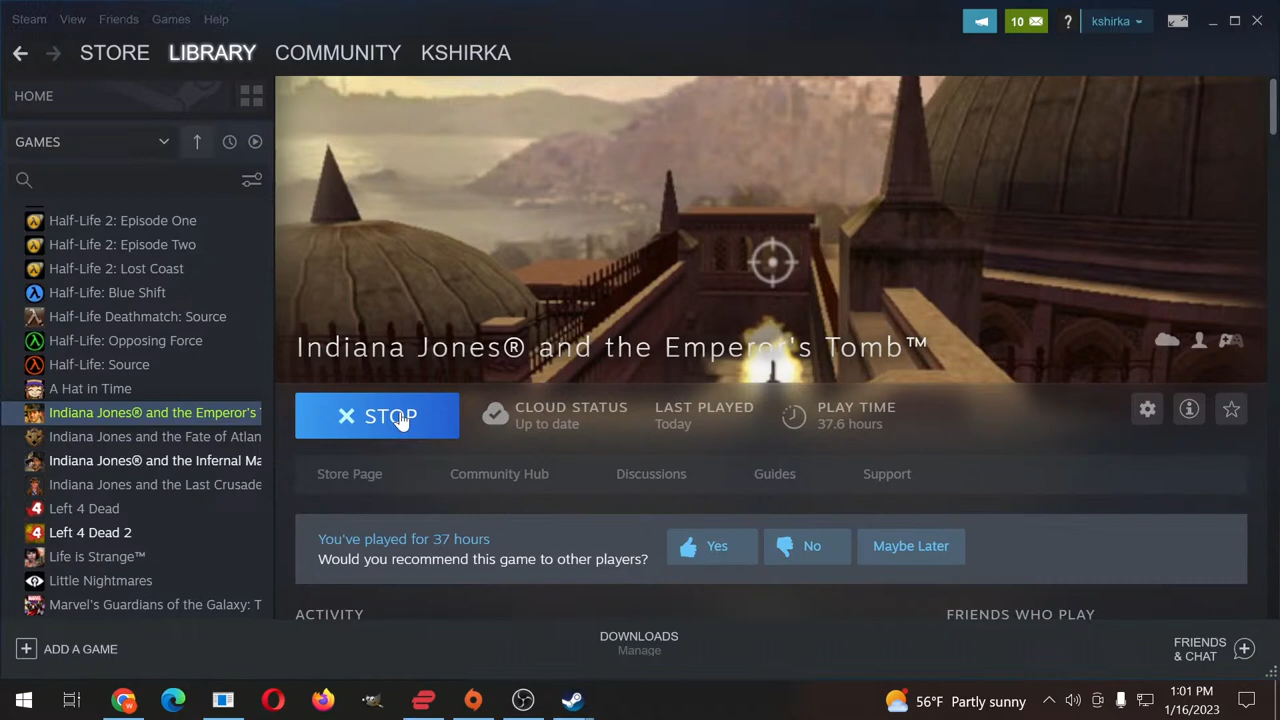 Steam View Friends Games Help
10 ? kshirka
STORE LIBRARY COMMUNITY KSHIRKA
HOME
GAMES
Half-Life 2: Episode One
Half-Life 2: Episode Two
Half-Life 2: Lost Coast
Half-Life: Blue Shift
Half-Life Deathmatch: Source
Half-Life: Opposing Force
Half-Life: Source
A Hat in Time
Indiana Jones® and the Emperor's
Indiana Jones and the Fate of Atlan
Indiana Jones® and the Infernal Ma
Indiana Jones and the Last Crusade
Left 4 Dead
Left 4 Dead 2
Life is Strange™
Little Nightmares
Marvel's Guardians of the Galaxy: T
ADD A GAME
Indiana Jones® and the Emperor's Tomb™
STOP
CLOUD STATUS
Up to date
LAST PLAYED
Today
PLAY TIME
37.6 hours
Store Page Community Hub Discussions Guides Support
You've played for 37 hours
Would you recommend this game to other players?
Yes No Maybe Later
ACTIVITY
FRIENDS WHO PLAY
DOWNLOADS
Manage
FRIENDS
& CHAT
56°F Partly sunny
1:01 PM
1/16/2023